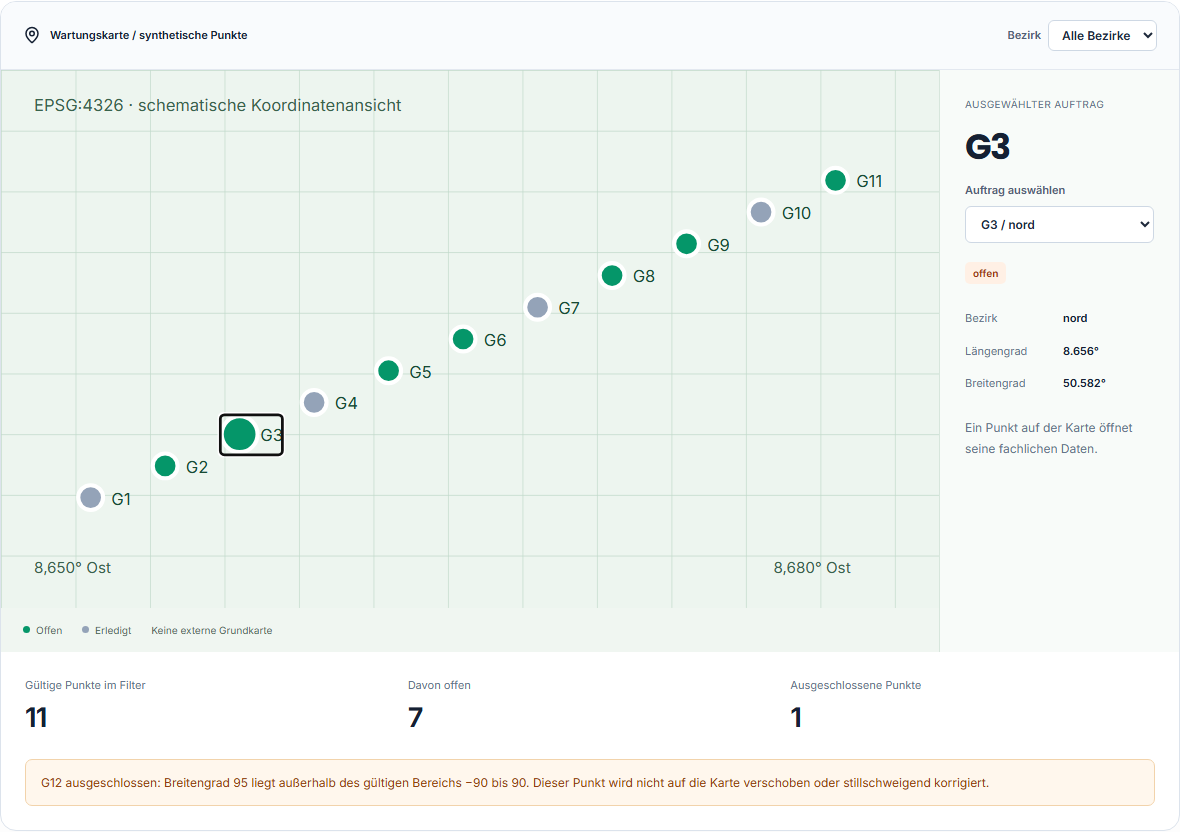 Wartungskarte / synthetische Punkte
Bezirk
Alle Bezirke
EPSG:4326 · schematische Koordinatenansicht
G11
G10
G9
G8
G7
G6
G5
G4
G3
G2
G1
8,650° Ost
8,680° Ost
Offen
Erledigt
Keine externe Grundkarte
AUSGEWÄHLTER AUFTRAG
G3
Auftrag auswählen
G3 / nord
offen
Bezirk nord
Längengrad 8.656°
Breitengrad 50.582°
Ein Punkt auf der Karte öffnet
seine fachlichen Daten.
Gültige Punkte im Filter
11
Davon offen
7
Ausgeschlossene Punkte
1
G12 ausgeschlossen: Breitengrad 95 liegt außerhalb des gültigen Bereichs −90 bis 90. Dieser Punkt wird nicht auf die Karte verschoben oder stillschweigend korrigiert.